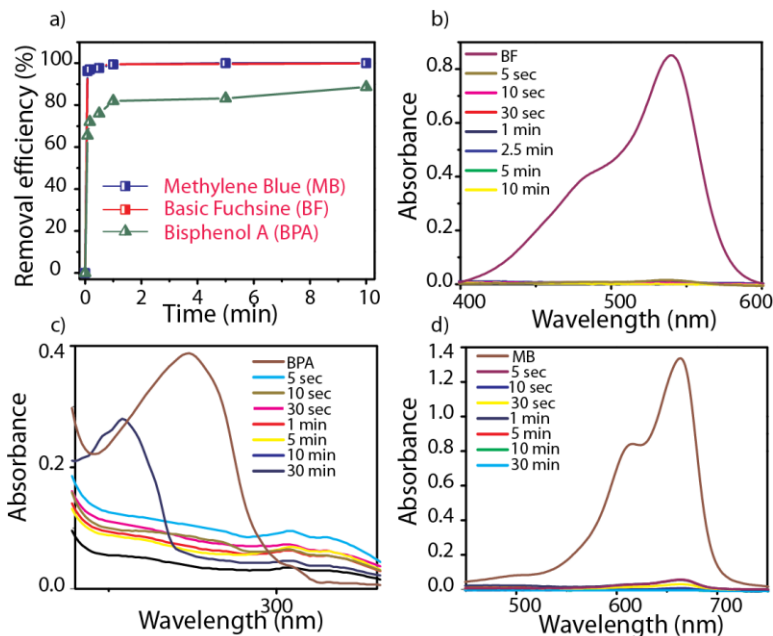 a)
Removal efficiency (%)
100
80
60
40
20
0
Methylene Blue (MB)
Basic Fuchsine (BF)
Bisphenol A (BPA)
0 2 4 6 8 10
Time (min)
b)
Absorbance
0.8
0.6
0.4
0.2
0.0
BF
5 sec
10 sec
30 sec
1 min
2.5 min
5 min
10 min
400 500 600
Wavelength (nm)
c)
Absorbance
0.4
0.2
0.0
BPA
5 sec
10 sec
30 sec
1 min
5 min
10 min
30 min
300
Wavelength (nm)
d)
Absorbance
1.4
1.2
1.0
0.8
0.6
0.4
0.2
0.0
MB
5 sec
10 sec
30 sec
1 min
5 min
10 min
30 min
500 600 700
Wavelength (nm)